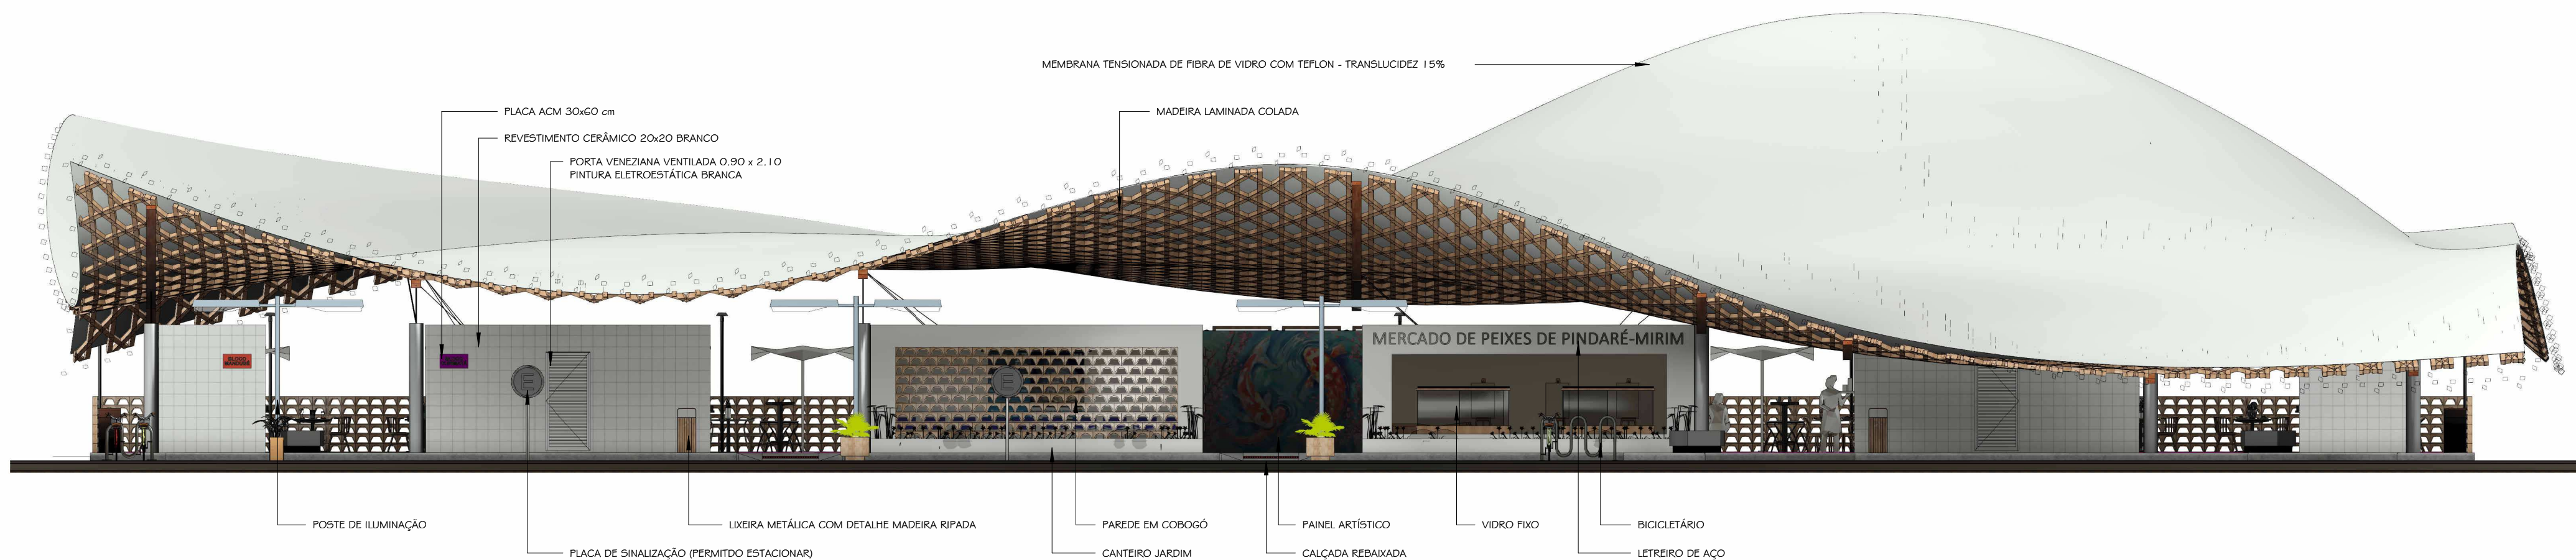 MEMBRANA TENSIONADA DE FIBRA DE VIDRO COM TEFLON - TRANSLUCIDEZ 15%
PLACA ACM 30x60 cm
MADEIRA LAMINADA COLADA
REVESTIMENTO CERÂMICO 20x20 BRANCO
PORTA VENEZIANA VENTILADA 0.90 x 2.10
PINTURA ELETROESTÁTICA BRANCA
MERCADO DE PEIXES DE PINDARÉ-MIRIM
BLOCO
E
E
POSTE DE ILUMINAÇÃO
LIXEIRA METÁLICA COM DETALHE MADEIRA RIPADA
PAREDE EM COBOGÓ
PAINEL ARTÍSTICO
VIDRO FIXO
BICICLETÁRIO
PLACA DE SINALIZAÇÃO (PERMITDO ESTACIONAR)
CANTEIRO JARDIM
CALÇADA REBAIXADA
LETREIRO DE AÇO